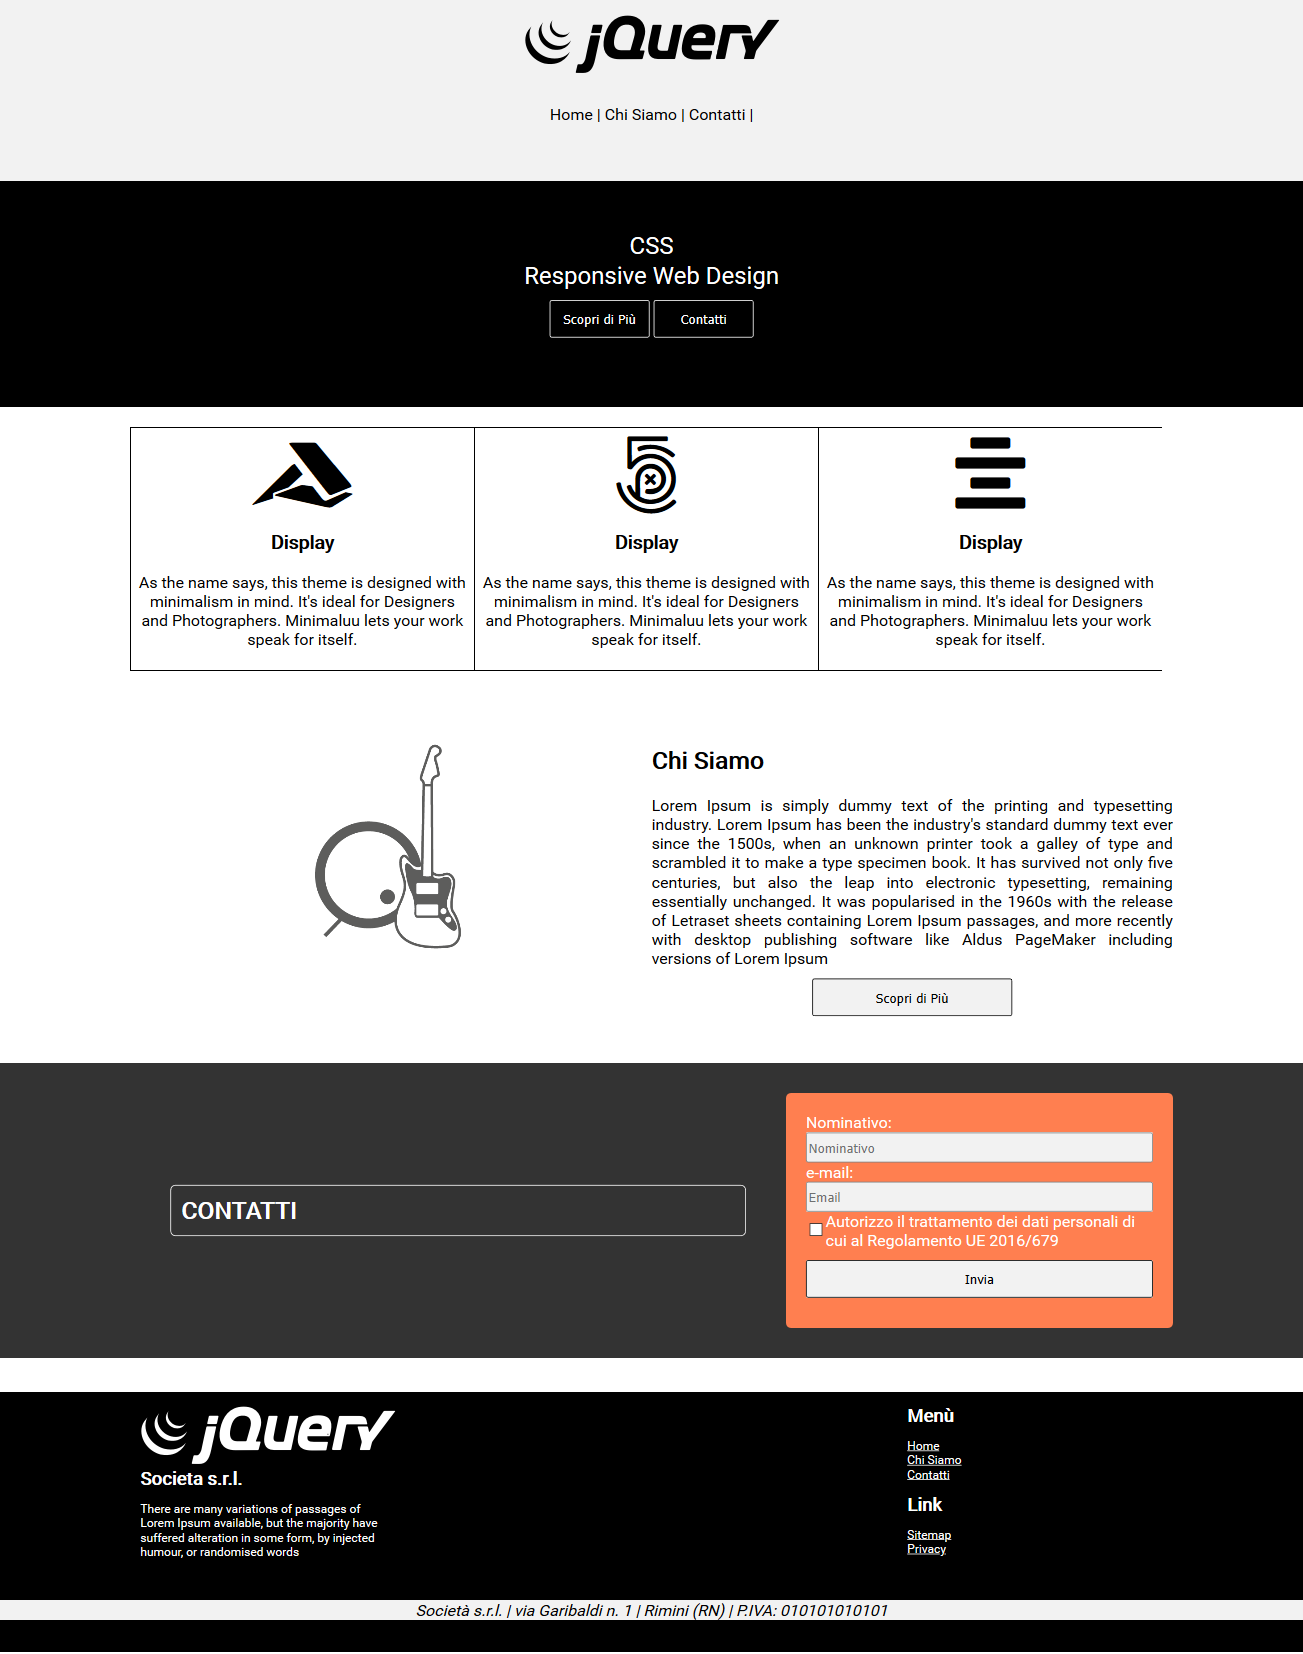 jQuery
Home | Chi Siamo | Contatti |
CSS
Responsive Web Design
Scopri di Più
Contatti
Display
As the name says, this theme is designed with
minimalism in mind. It's ideal for Designers
and Photographers. Minimaluu lets your work
speak for itself.
Display
As the name says, this theme is designed with
minimalism in mind. It's ideal for Designers
and Photographers. Minimaluu lets your work
speak for itself.
Display
As the name says, this theme is designed with
minimalism in mind. It's ideal for Designers
and Photographers. Minimaluu lets your work
speak for itself.
Chi Siamo
Lorem Ipsum is simply dummy text of the printing and typesetting
industry. Lorem Ipsum has been the industry's standard dummy text ever
since the 1500s, when an unknown printer took a galley of type and
scrambled it to make a type specimen book. It has survived not only five
centuries, but also the leap into electronic typesetting, remaining
essentially unchanged. It was popularised in the 1960s with the release
of Letraset sheets containing Lorem Ipsum passages, and more recently
with desktop publishing software like Aldus PageMaker including
versions of Lorem Ipsum
Scopri di Più
CONTATTI
Nominativo:
Nominativo
e-mail:
Email
Autorizzo il trattamento dei dati personali di
cui al Regolamento UE 2016/679
Invia
jQuery
Societa s.r.l.
There are many variations of passages of
Lorem Ipsum available, but the majority have
suffered alteration in some form, by injected
humour, or randomised words
Menù
Home
Chi Siamo
Contatti
Link
Sitemap
Privacy
Società s.r.l. | via Garibaldi n. 1 | Rimini (RN) | P.IVA: 010101010101